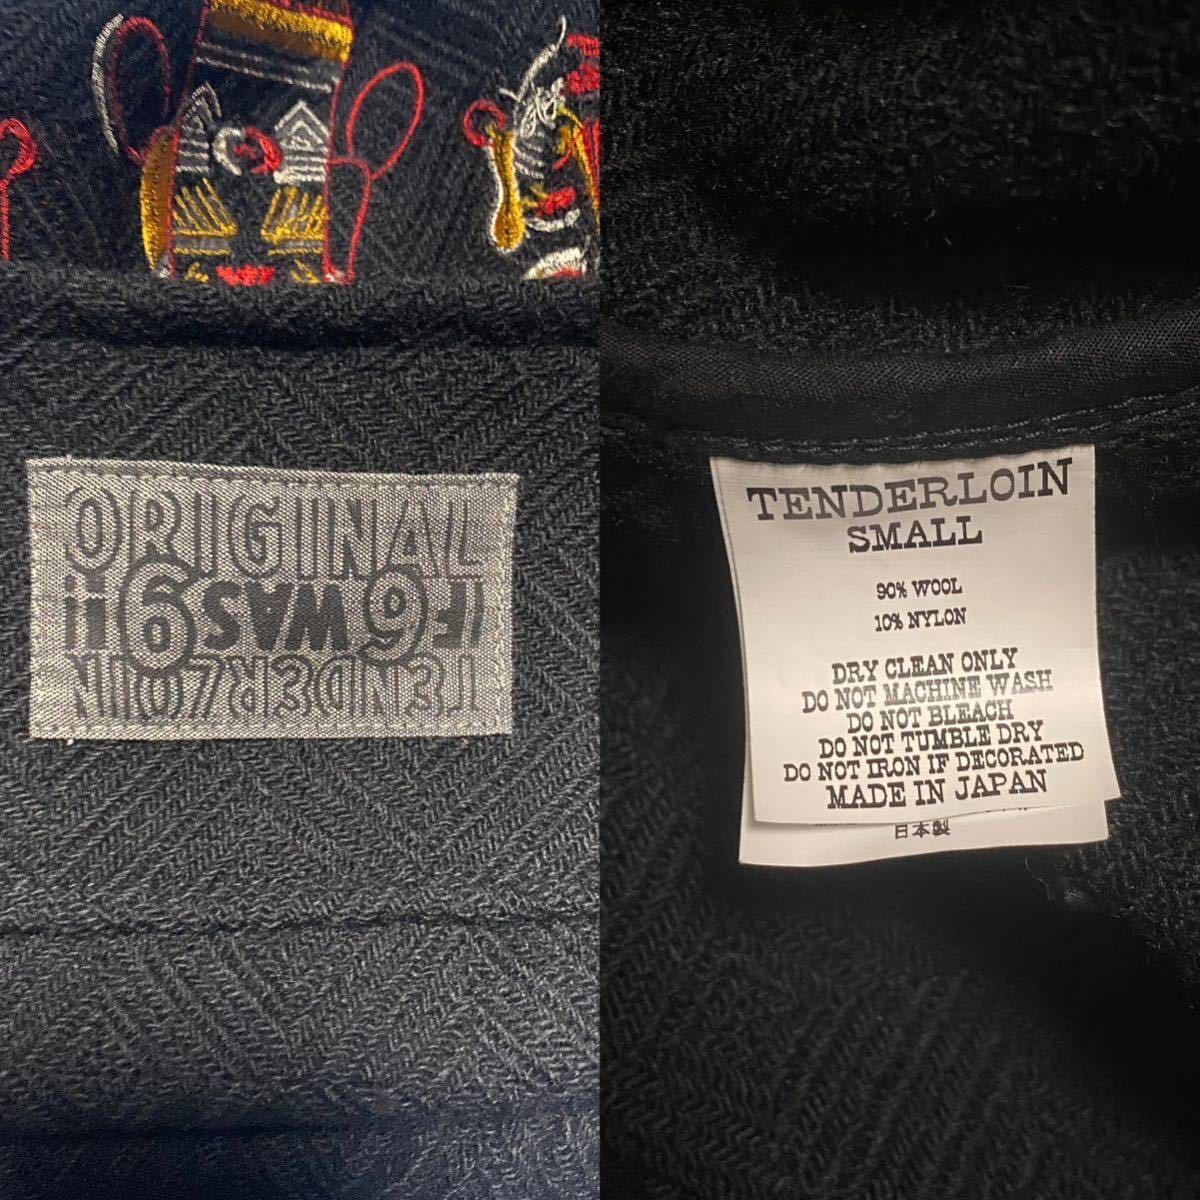 ORIGINAL
IF 6 WAS 9!!
TENDERLOIN
TENDERLOIN
SMALL
90% WOOL
10% NYLON
DRY CLEAN ONLY
DO NOT MACHINE WASH
DO NOT BLEACH
DO NOT TUMBLE DRY
DO NOT IRON IF DECORATED
MADE IN JAPAN
日本製